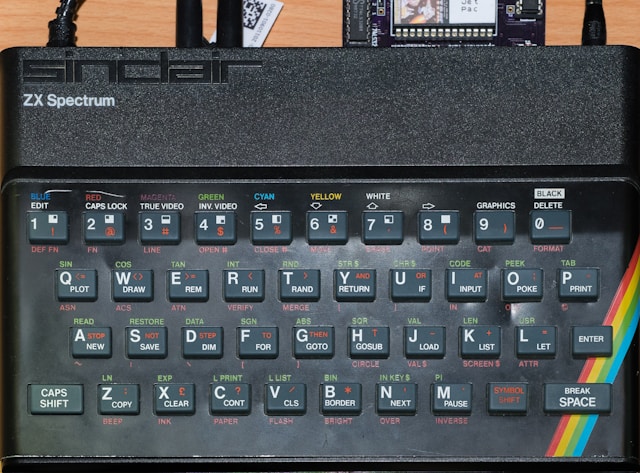 Jet
Pac
sinclair
ZX Spectrum
BLUE RED MAGENTA GREEN CYAN YELLOW WHITE BLACK
EDIT CAPS LOCK TRUE VIDEO INV. VIDEO GRAPHICS DELETE
1 ! 2 @ 3 # 4 $ 5 % 6 & 7 8 ( 9 ) 0
DEF FN FN LINE OPEN # CLOSE # POINT CAT FORMAT
SIN COS TAN INT RND STR $ CHR $ CODE PEEK TAB
Q <= PLOT W <> DRAW E >= REM R < RUN T > RAND Y AND RETURN U OR IF I AT INPUT O ; POKE P PRINT
ASN ACS ATN VERIFY MERGE [ ] IN ©
READ RESTORE DATA SGN ABS SQR VAL LEN USR
A STOP NEW S NOT SAVE D STEP DIM F TO FOR G THEN GOTO H GOSUB J - LOAD K + LIST L = LET ENTER
~ | \ { } CIRCLE VAL $ SCREEN $ ATTR
LN EXP L PRINT L LIST BIN IN KEY $ PI
CAPS SHIFT Z : COPY X £ CLEAR C ? CONT V / CLS B * BORDER N , NEXT M . PAUSE SYMBOL SHIFT BREAK SPACE
BEEP INK PAPER FLASH BRIGHT OVER INVERSE